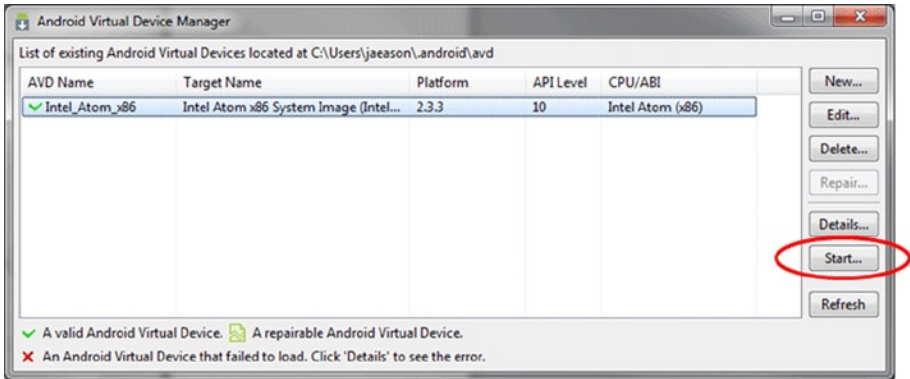 Android Virtual Device Manager
List of existing Android Virtual Devices located at C:\Users\jaeason\.android\avd
AVD Name Target Name Platform API Level CPU/ABI
Intel_Atom_x86 Intel Atom x86 System Image (Intel... 2.3.3 10 Intel Atom (x86)
New...
Edit...
Delete...
Repair...
Details...
Start...
Refresh
A valid Android Virtual Device. A repairable Android Virtual Device.
An Android Virtual Device that failed to load. Click 'Details' to see the error.